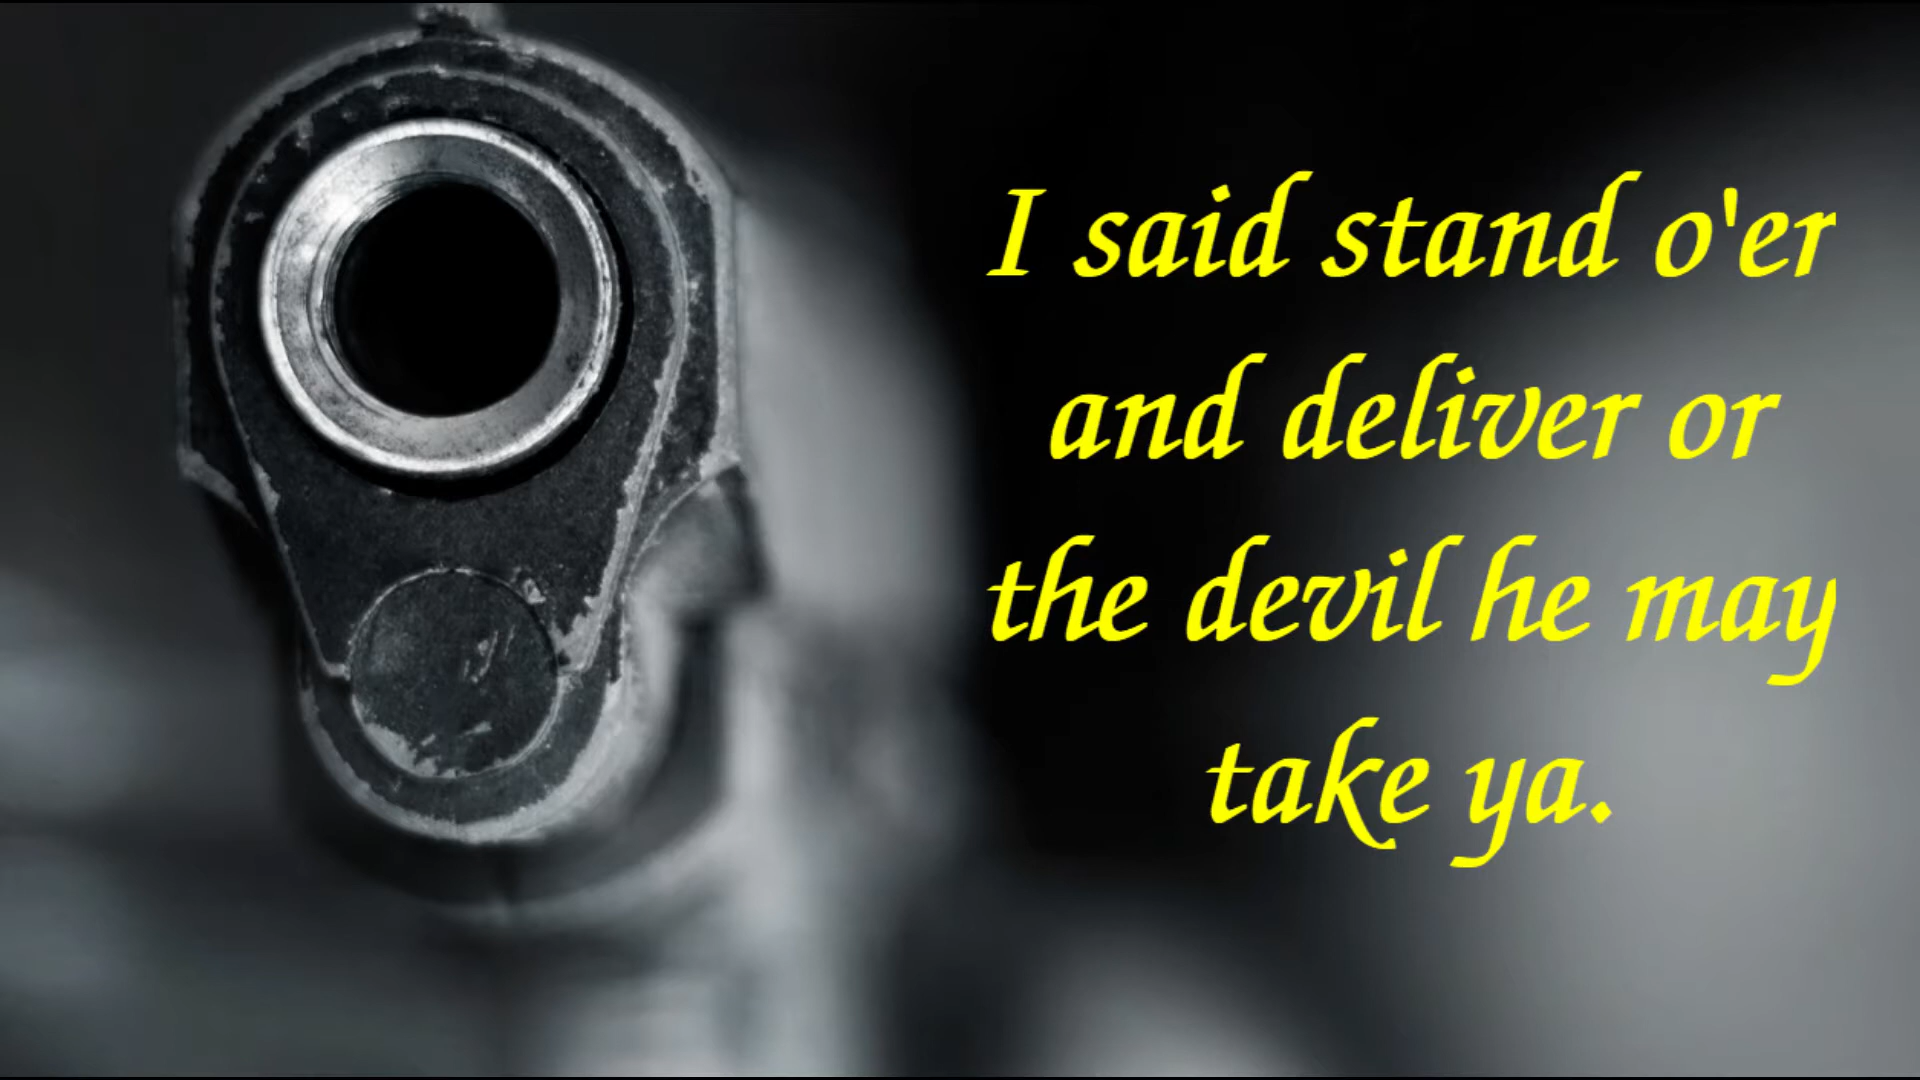 I said stand o'er
and deliver or
the devil he may
take ya.